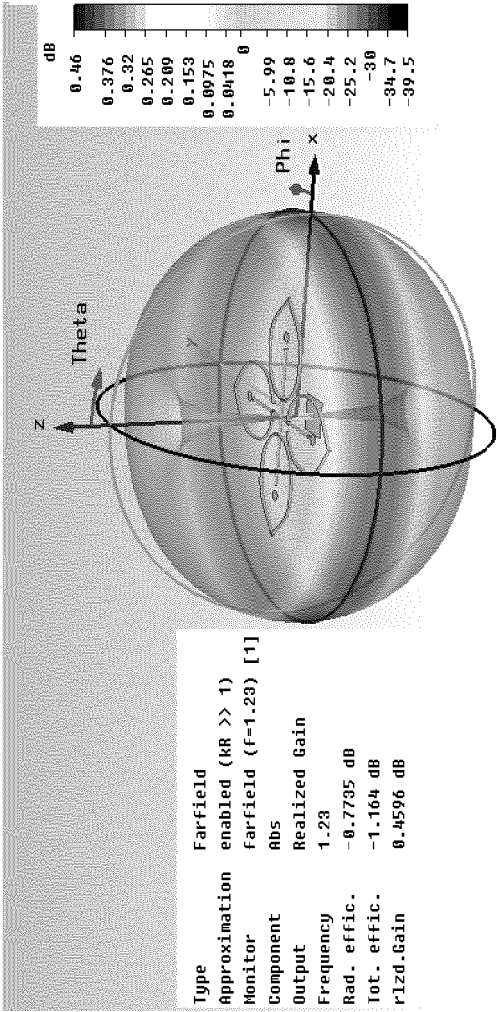 dB
0.46
0.376
0.32
0.265
0.209
0.153
0.0975
0.0418
0
-5.99
-10.8
-15.6
-20.4
-25.2
-30
-34.7
-39.5
Theta
z
Phi
x
Y
Type Farfield
Approximation enabled (kR >> 1)
Monitor farfield (f=1.23) [1]
Component Abs
Output Realized Gain
Frequency 1.23
Rad. effic. -0.7735 dB
Tot. effic. -1.164 dB
rlzd.Gain 0.4596 dB